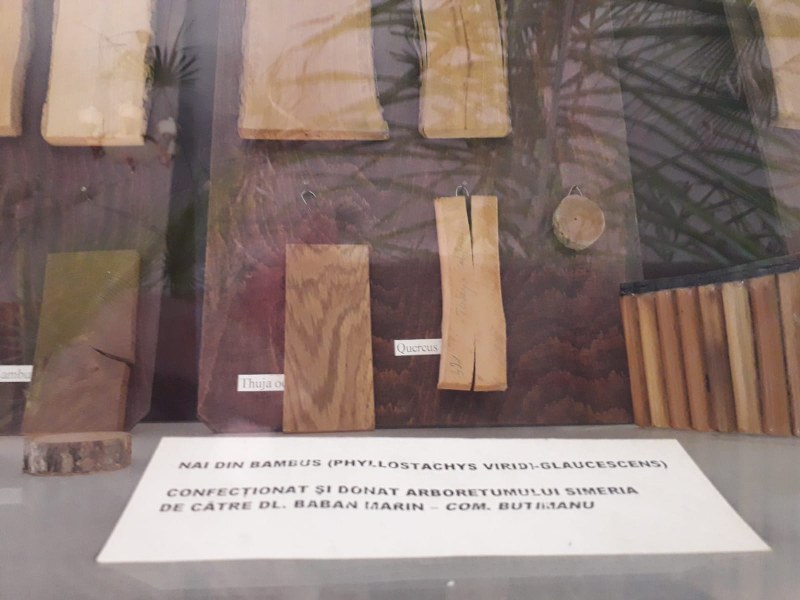 Quercus
Thuja
NAI DIN BAMBUS (PHYLLOSTACHYS VIRIDI-GLAUCESCENS)
CONFECȚIONAT ȘI DONAT ARBORETUMULUI SIMERIA
DE CĂTRE DL. BABAN MARIN – COM. BUTIMANU